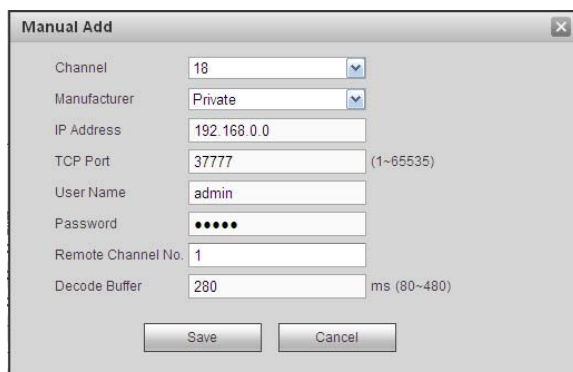 Manual Add
Channel 18
Manufacturer Private
IP Address 192.168.0.0
TCP Port 37777 (1~65535)
User Name admin
Password •••••
Remote Channel No. 1
Decode Buffer 280 ms (80~480)
Save Cancel